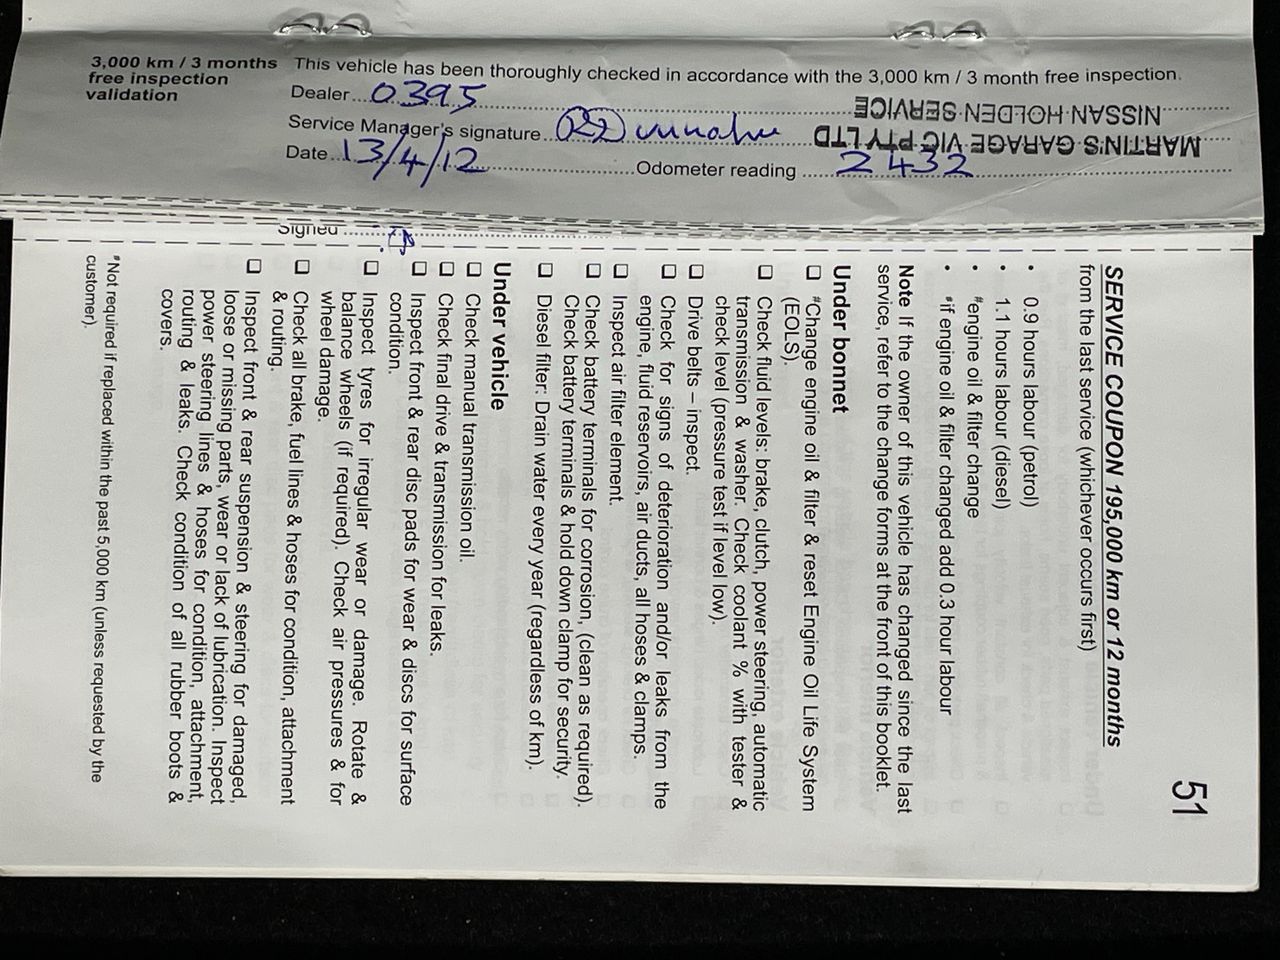 3,000 km / 3 months
free inspection
validation
This vehicle has been thoroughly checked in accordance with the 3,000 km / 3 month free inspection.
Dealer 0395
Service Manager's signature
Date 13/4/12
Odometer reading 2432
MARTIN'S GARAGE VIC PTY LTD
NISSAN·HOLDEN SERVICE
Signed
51
SERVICE COUPON 195,000 km or 12 months
from the last service (whichever occurs first)
• 0.9 hours labour (petrol)
• 1.1 hours labour (diesel)
• #engine oil & filter change
• #if engine oil & filter changed add 0.3 hour labour
Note If the owner of this vehicle has changed since the last
service, refer to the change forms at the front of this booklet.
Under bonnet
❏ #Change engine oil & filter & reset Engine Oil Life System
(EOLS).
❏ Check fluid levels: brake, clutch, power steering, automatic
transmission & washer. Check coolant % with tester &
check level (pressure test if level low).
❏ Drive belts – inspect.
❏ Check for signs of deterioration and/or leaks from the
engine, fluid reservoirs, air ducts, all hoses & clamps.
❏ Inspect air filter element.
❏ Check battery terminals for corrosion, (clean as required).
Check battery terminals & hold down clamp for security.
❏ Diesel filter: Drain water every year (regardless of km).
Under vehicle
❏ Check manual transmission oil.
❏ Check final drive & transmission for leaks.
❏ Inspect front & rear disc pads for wear & discs for surface
condition.
❏ Inspect tyres for irregular wear or damage. Rotate &
balance wheels (if required). Check air pressures & for
wheel damage.
❏ Check all brake, fuel lines & hoses for condition, attachment
& routing.
❏ Inspect front & rear suspension & steering for damaged,
loose or missing parts, wear or lack of lubrication. Inspect
power steering lines & hoses for condition, attachment,
routing & leaks. Check condition of all rubber boots &
covers.
#Not required if replaced within the past 5,000 km (unless requested by the
customer).